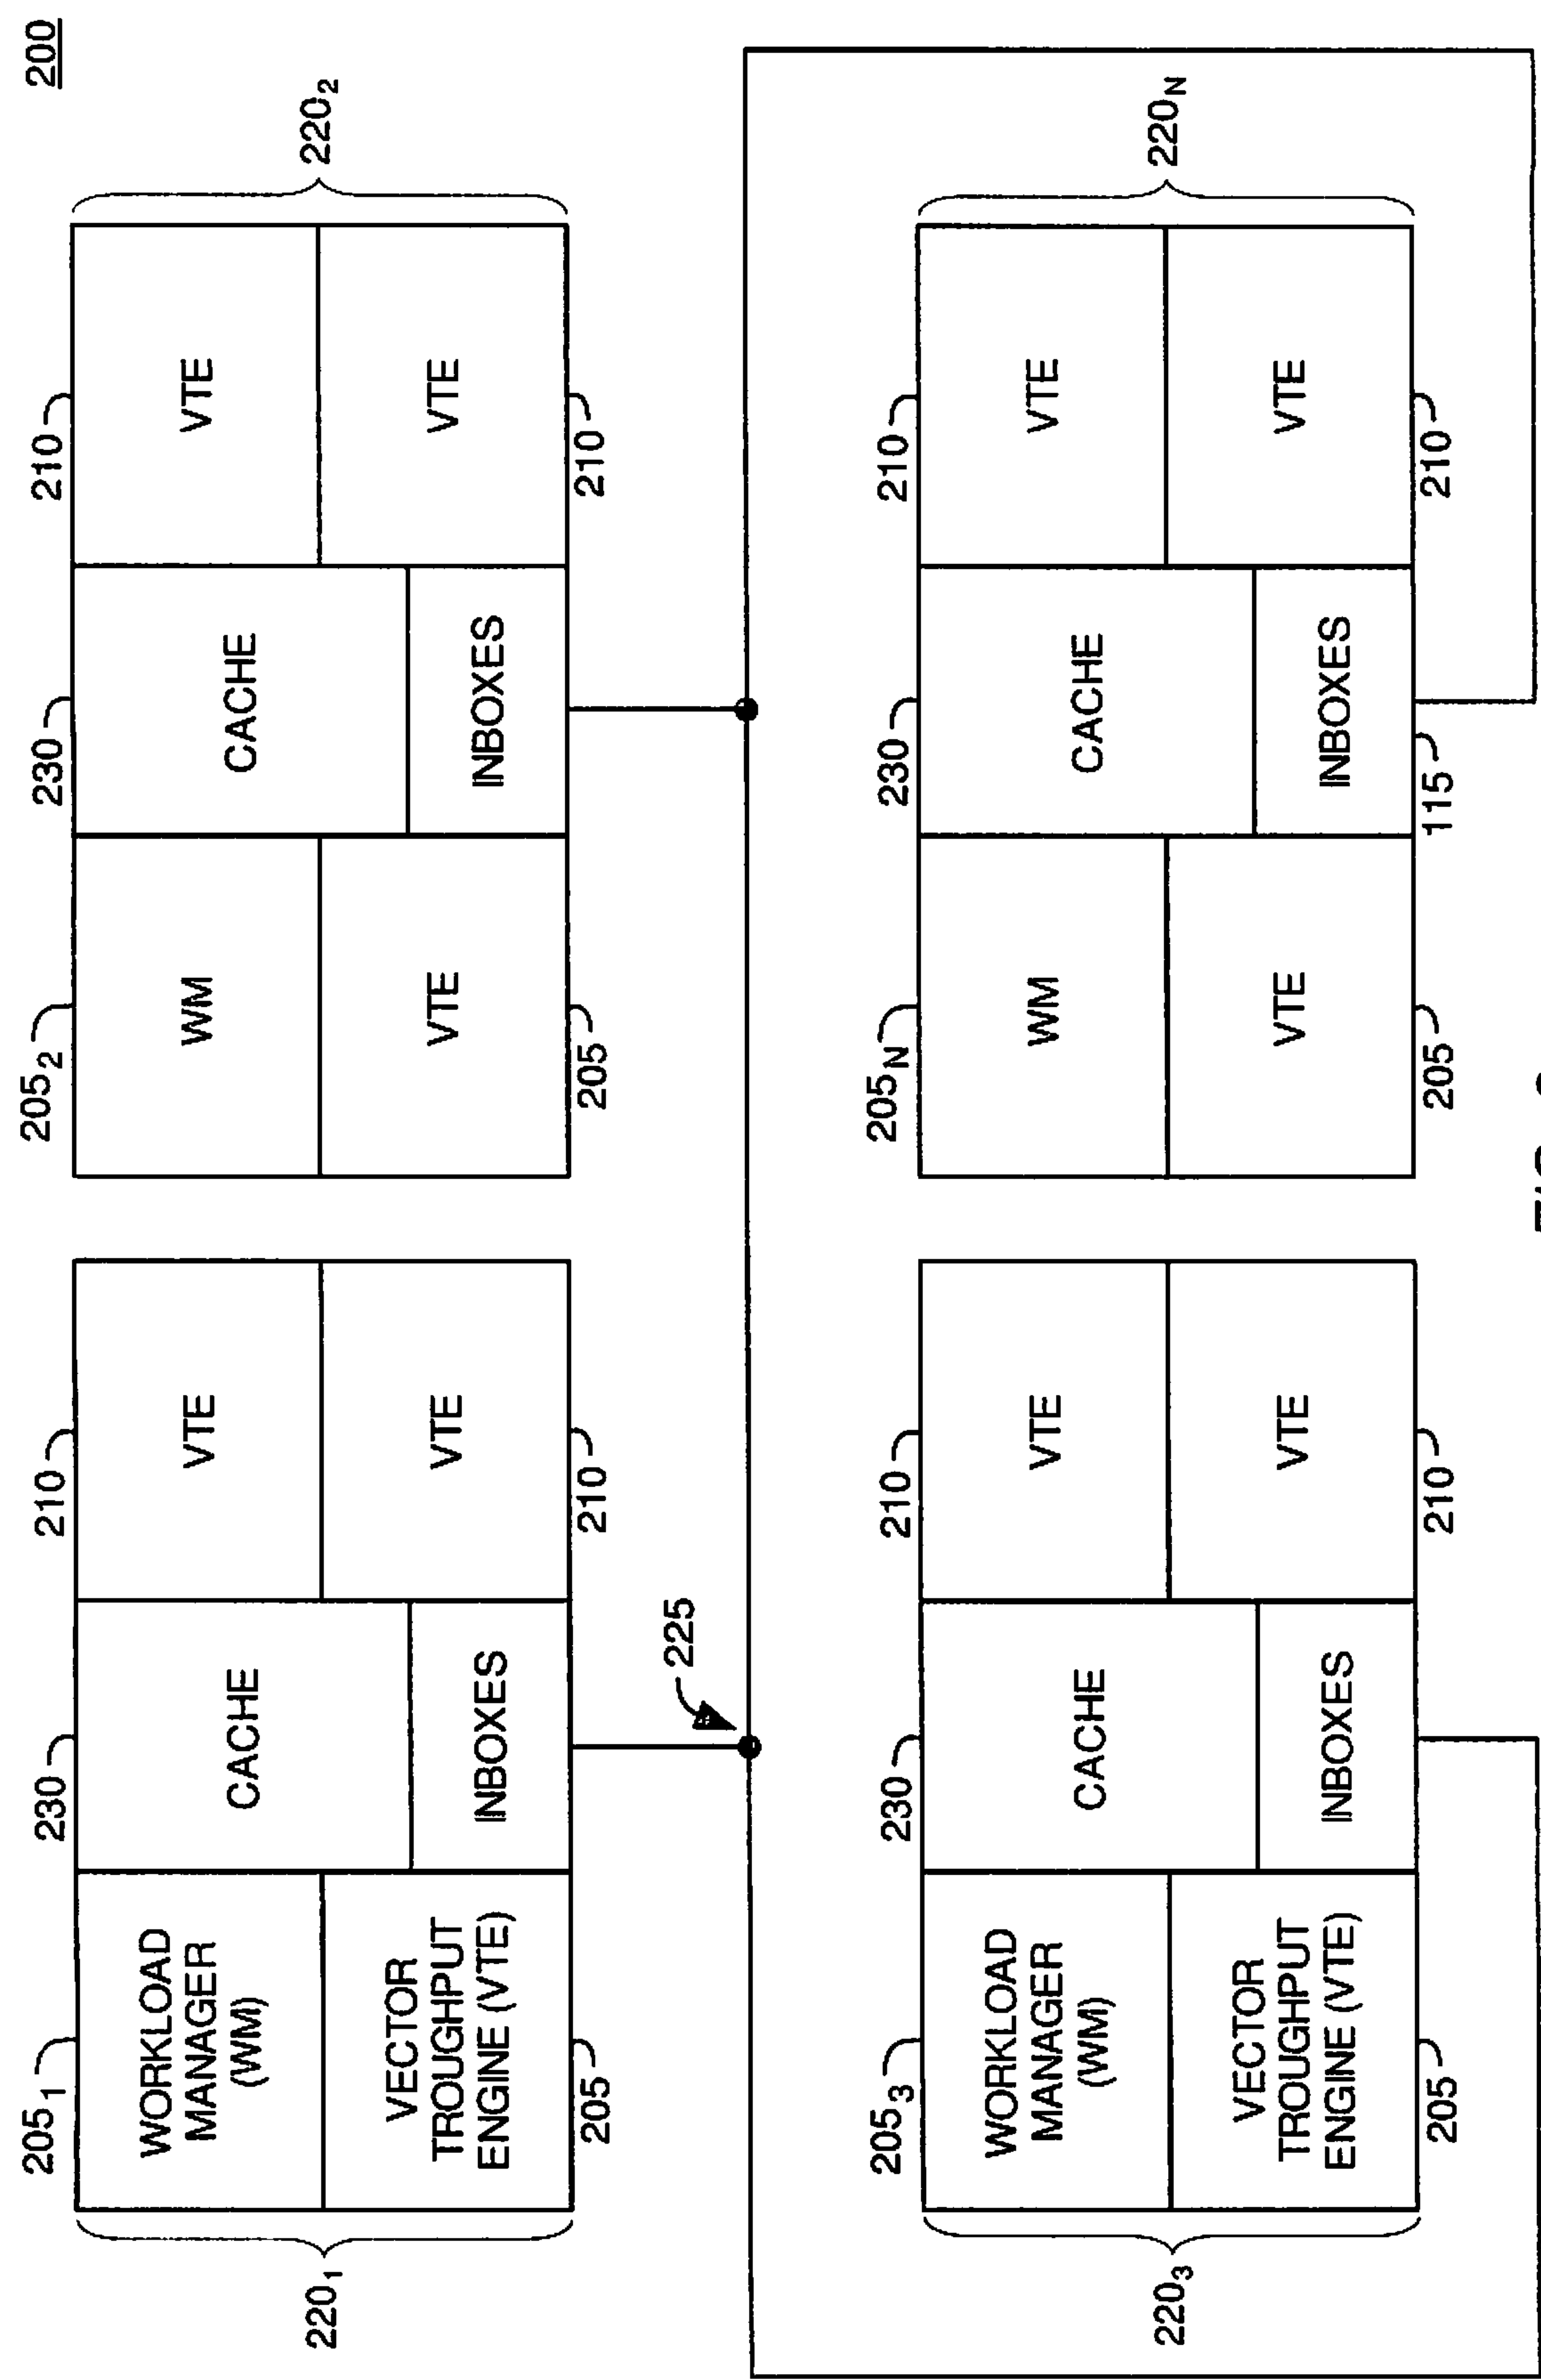 200
205₁
230
210
205₂
230
210
220₁
WORKLOAD
MANAGER
(WM)
VECTOR
TROUGHPUT
ENGINE (VTE)
CACHE
INBOXES
VTE
VTE
WM
VTE
CACHE
INBOXES
VTE
VTE
220₂
205
210
205
210
225
205₃
230
210
205N
230
210
220₃
WORKLOAD
MANAGER
(WM)
VECTOR
TROUGHPUT
ENGINE (VTE)
CACHE
INBOXES
VTE
VTE
WM
VTE
CACHE
INBOXES
VTE
VTE
220N
205
210
205
115
210